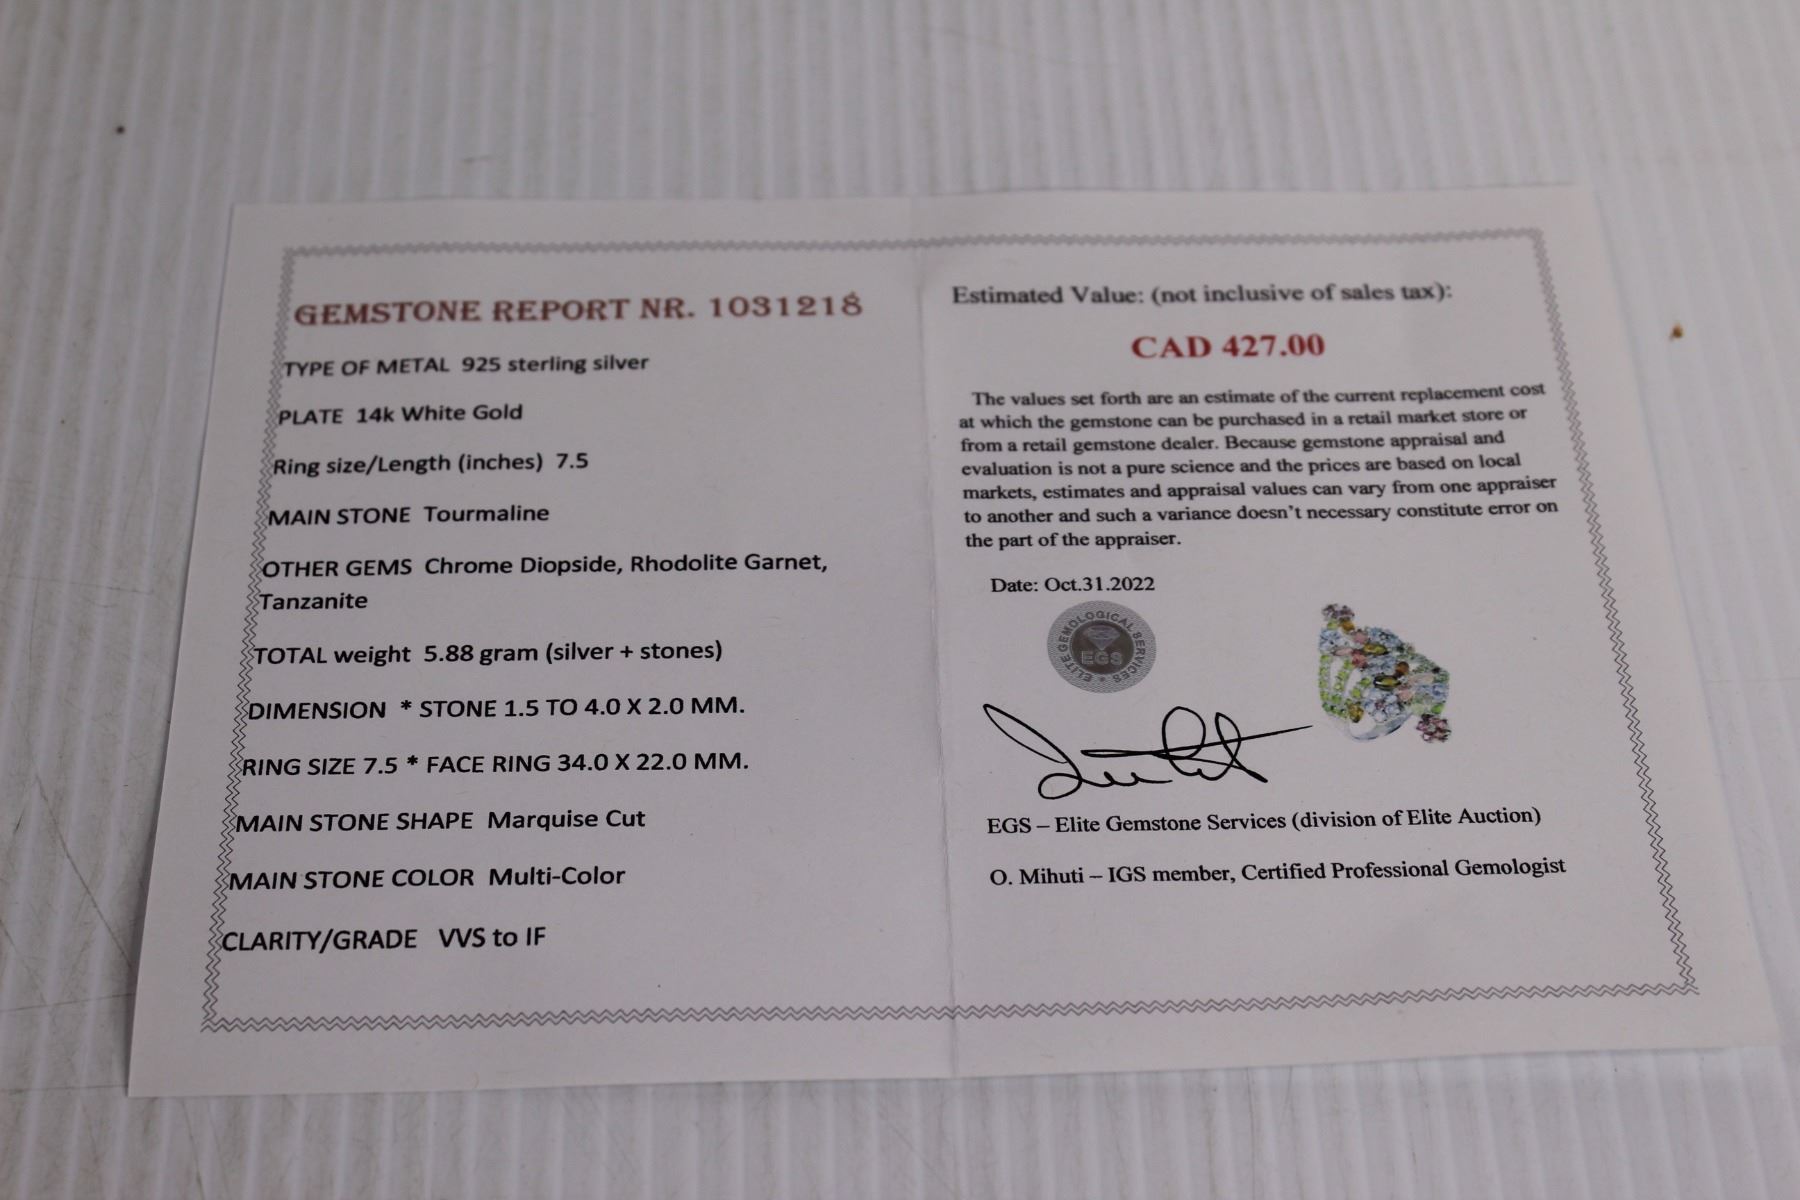 GEMSTONE REPORT NR. 1031218
TYPE OF METAL 925 sterling silver
PLATE 14k White Gold
Ring size/Length (inches) 7.5
MAIN STONE Tourmaline
OTHER GEMS Chrome Diopside, Rhodolite Garnet,
Tanzanite
TOTAL weight 5.88 gram (silver + stones)
DIMENSION * STONE 1.5 TO 4.0 X 2.0 MM.
RING SIZE 7.5 * FACE RING 34.0 X 22.0 MM.
MAIN STONE SHAPE Marquise Cut
MAIN STONE COLOR Multi-Color
CLARITY/GRADE VVS to IF
Estimated Value: (not inclusive of sales tax):
CAD 427.00
The values set forth are an estimate of the current replacement cost
at which the gemstone can be purchased in a retail market store or
from a retail gemstone dealer. Because gemstone appraisal and
evaluation is not a pure science and the prices are based on local
markets, estimates and appraisal values can vary from one appraiser
to another and such a variance doesn't necessary constitute error on
the part of the appraiser.
Date: Oct.31.2022
ELITE GEMOLOGICAL SERVICES
EGS
EGS – Elite Gemstone Services (division of Elite Auction)
O. Mihuti – IGS member, Certified Professional Gemologist